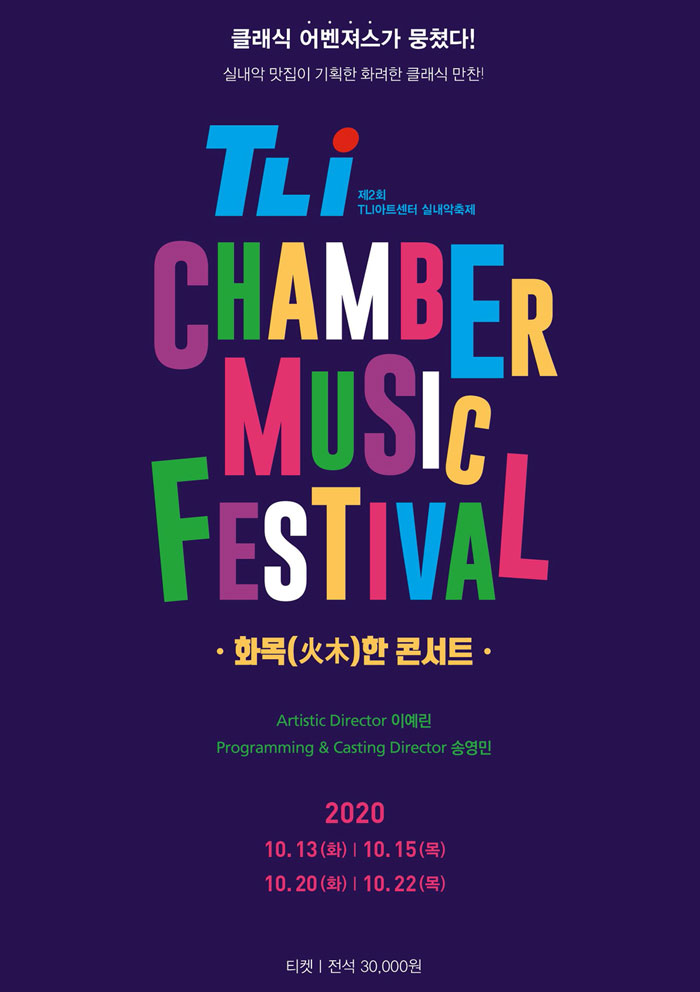 클래식 어벤져스가 뭉쳤다!
실내악 맛집이 기획한 화려한 클래식 만찬!
TLi
제2회
TLI아트센터 실내악축제
CHAMBER
MUSIC
FESTIVAL
· 화목(火木)한 콘서트 ·
Artistic Director 이예린
Programming & Casting Director 송영민
2020
10. 13 (화) | 10. 15 (목)
10. 20 (화) | 10. 22 (목)
티켓 | 전석 30,000원